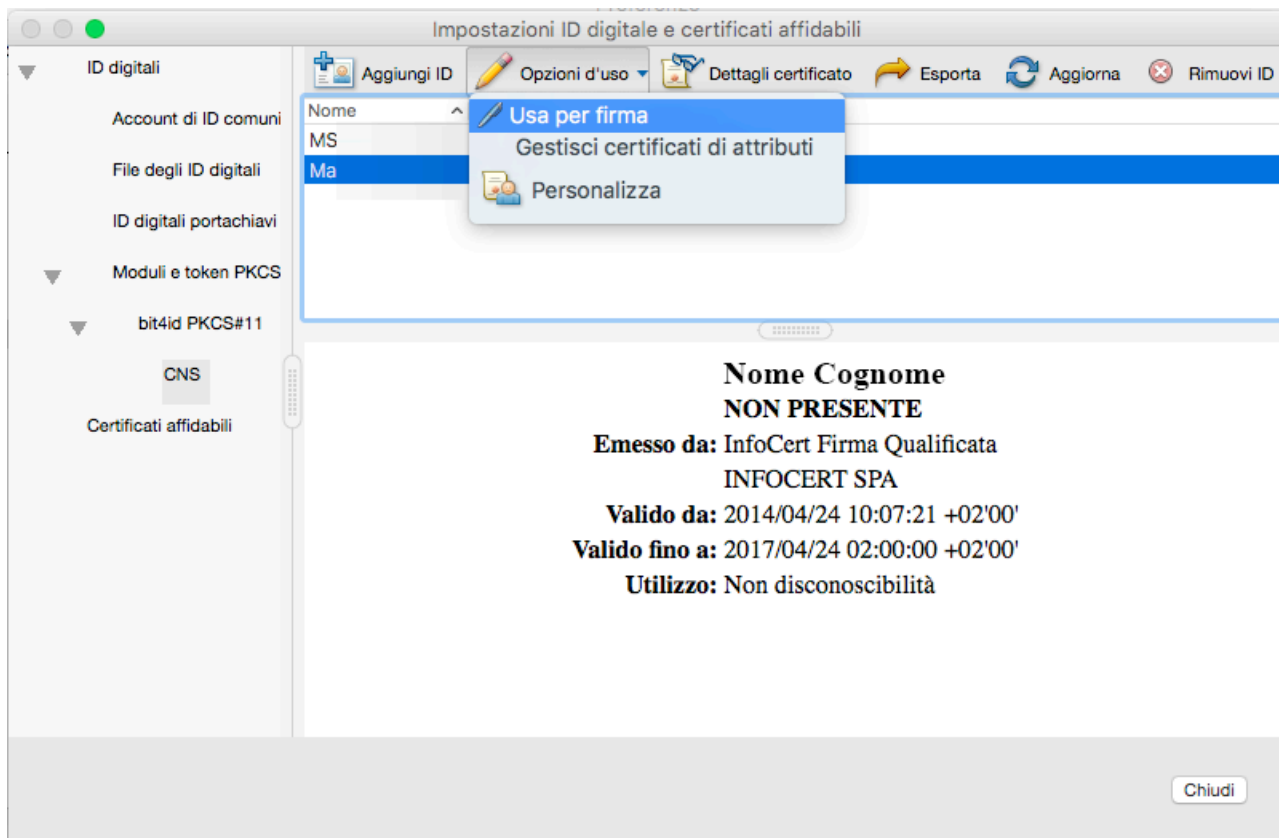 Impostazioni ID digitale e certificati affidabili
ID digitali
Account di ID comuni
File degli ID digitali
ID digitali portachiavi
Moduli e token PKCS
bit4id PKCS#11
CNS
Certificati affidabili
Aggiungi ID Opzioni d'uso Dettagli certificato Esporta Aggiorna Rimuovi ID
Nome
MS
Ma
Usa per firma
Gestisci certificati di attributi
Personalizza
Nome Cognome
NON PRESENTE
Emesso da: InfoCert Firma Qualificata
INFOCERT SPA
Valido da: 2014/04/24 10:07:21 +02'00'
Valido fino a: 2017/04/24 02:00:00 +02'00'
Utilizzo: Non disconoscibilità
Chiudi